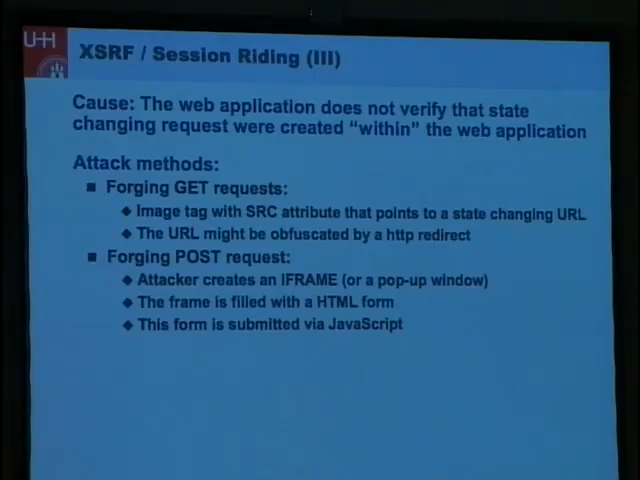 UHH
XSRF / Session Riding (III)
Cause: The web application does not verify that state
changing request were created “within” the web application
Attack methods:
Forging GET requests:
Image tag with SRC attribute that points to a state changing URL
The URL might be obfuscated by a http redirect
Forging POST request:
Attacker creates an IFRAME (or a pop-up window)
The frame is filled with a HTML form
This form is submitted via JavaScript